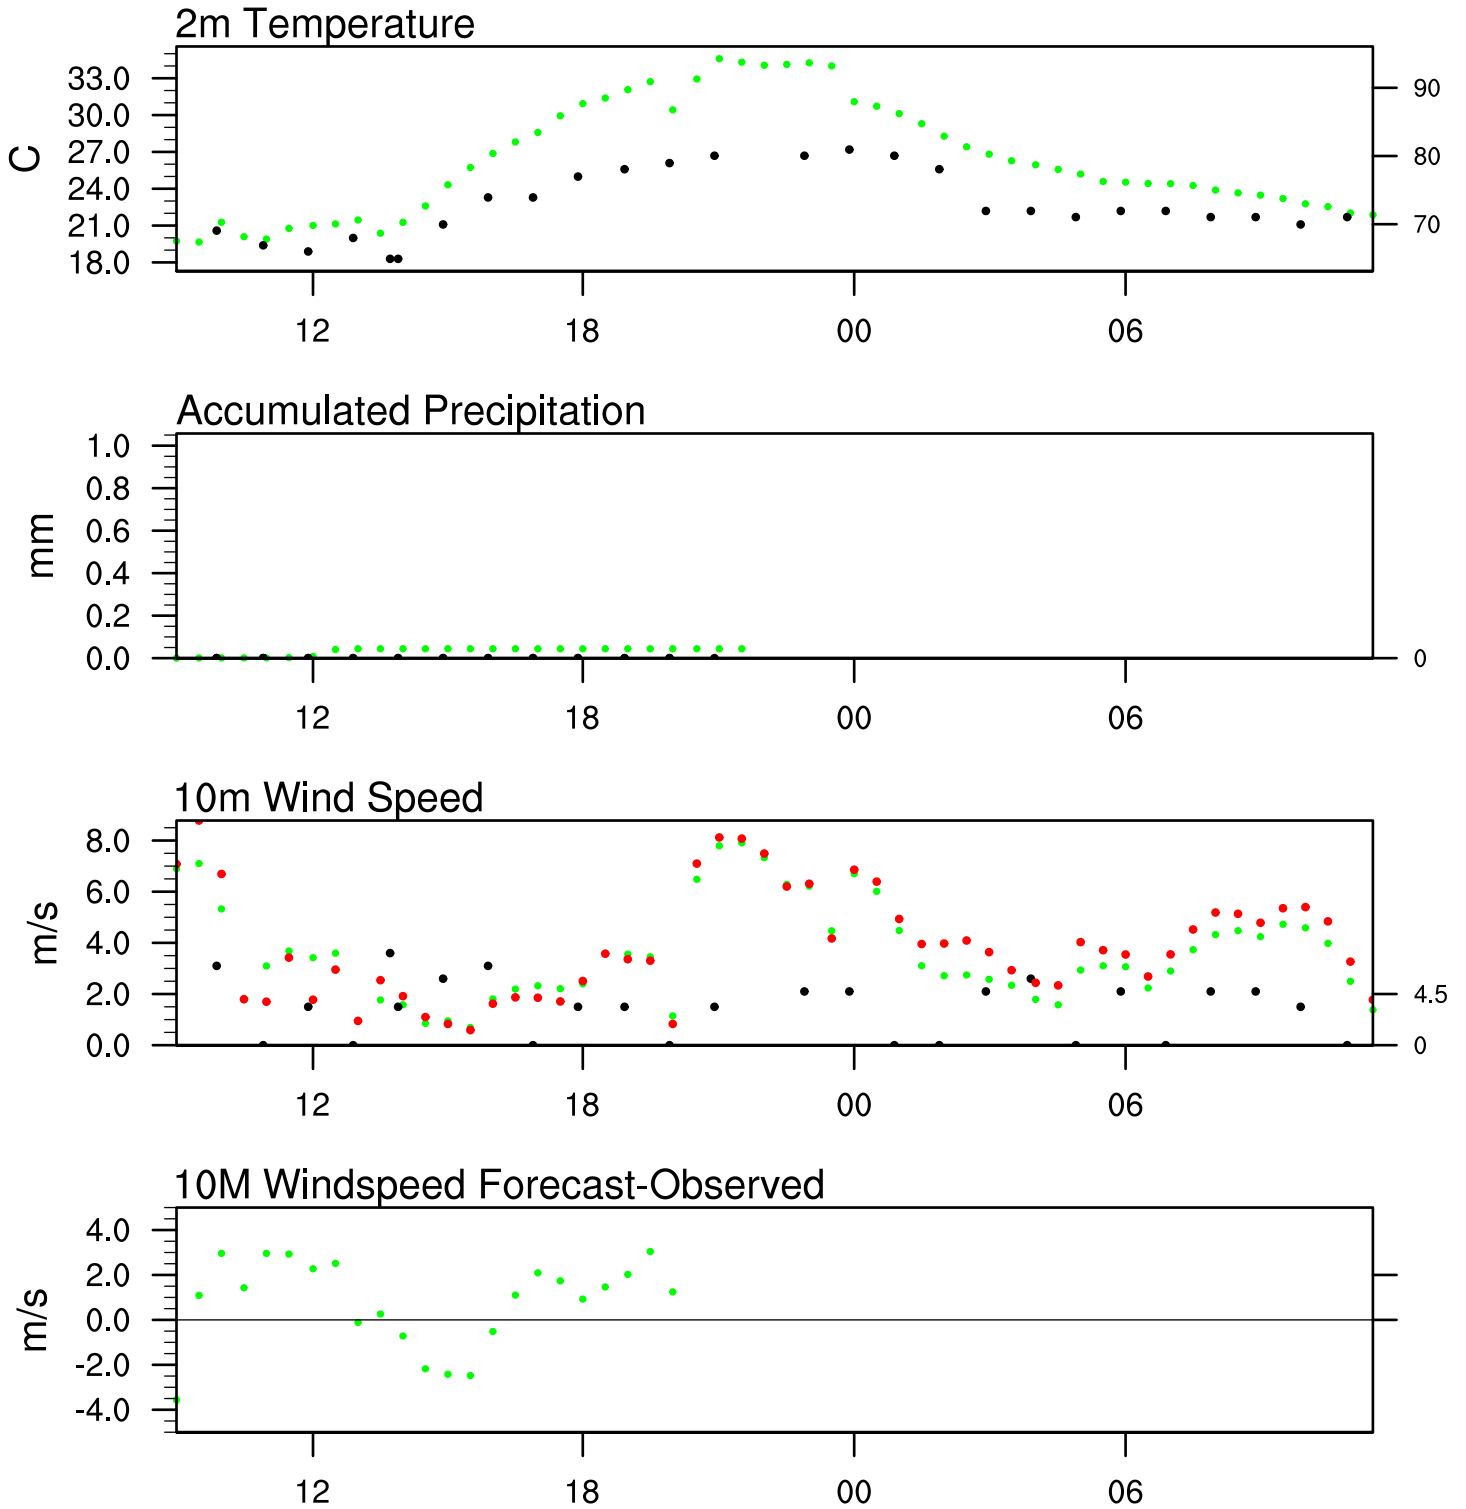 2m Temperature
33.0
30.0
27.0
24.0
21.0
18.0
C
90
80
70
12 18 00 06
Accumulated Precipitation
1.0
0.8
0.6
0.4
0.2
0.0
mm
0
12 18 00 06
10m Wind Speed
8.0
6.0
4.0
2.0
0.0
m/s
4.5
0
12 18 00 06
10M Windspeed Forecast-Observed
4.0
2.0
0.0
-2.0
-4.0
m/s
12 18 00 06